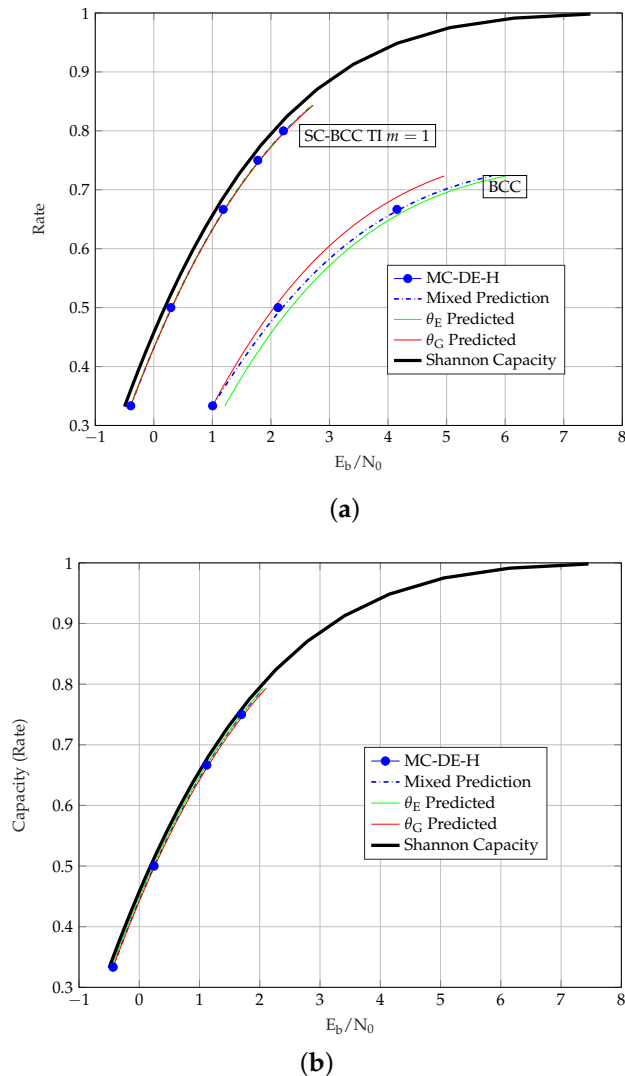 1
0.9
0.8
0.7
0.6
0.5
0.4
0.3
Rate
SC-BCC TI m = 1
BCC
MC-DE-H
Mixed Prediction
θE Predicted
θG Predicted
Shannon Capacity
−1 0 1 2 3 4 5 6 7 8
Eb/N0
(a)
1
0.9
0.8
0.7
0.6
0.5
0.4
0.3
Capacity (Rate)
MC-DE-H
Mixed Prediction
θE Predicted
θG Predicted
Shannon Capacity
−1 0 1 2 3 4 5 6 7 8
Eb/N0
(b)